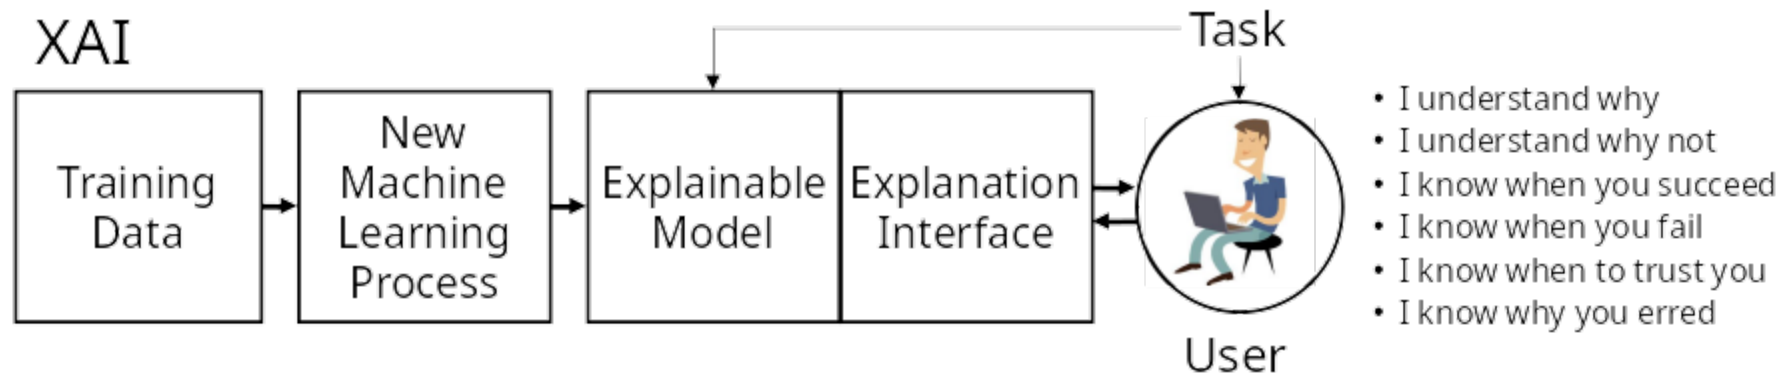 XAI
Task
Training
Data
New
Machine
Learning
Process
Explainable
Model
Explanation
Interface
User
• I understand why
• I understand why not
• I know when you succeed
• I know when you fail
• I know when to trust you
• I know why you erred